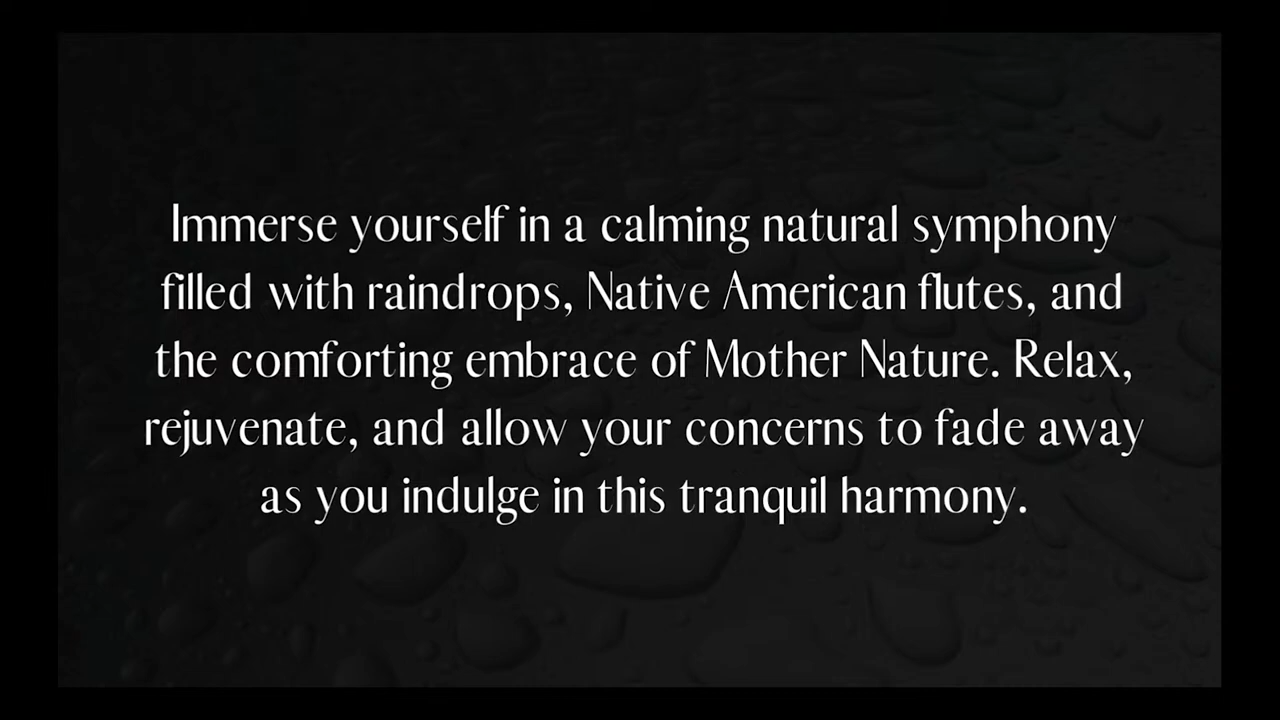 Immerse yourself in a calming natural symphony
filled with raindrops, Native American flutes, and
the comforting embrace of Mother Nature. Relax,
rejuvenate, and allow your concerns to fade away
as you indulge in this tranquil harmony.